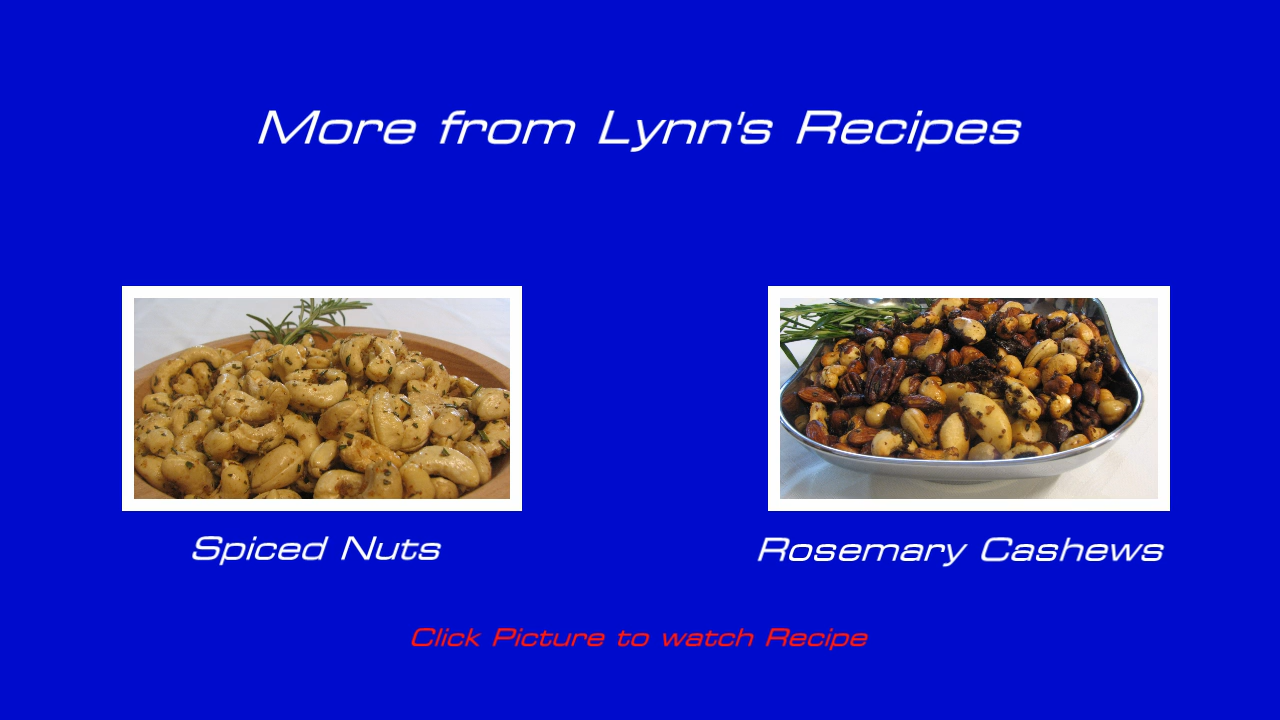 More from Lynn's Recipes
Spiced Nuts
Rosemary Cashews
Click Picture to watch Recipe